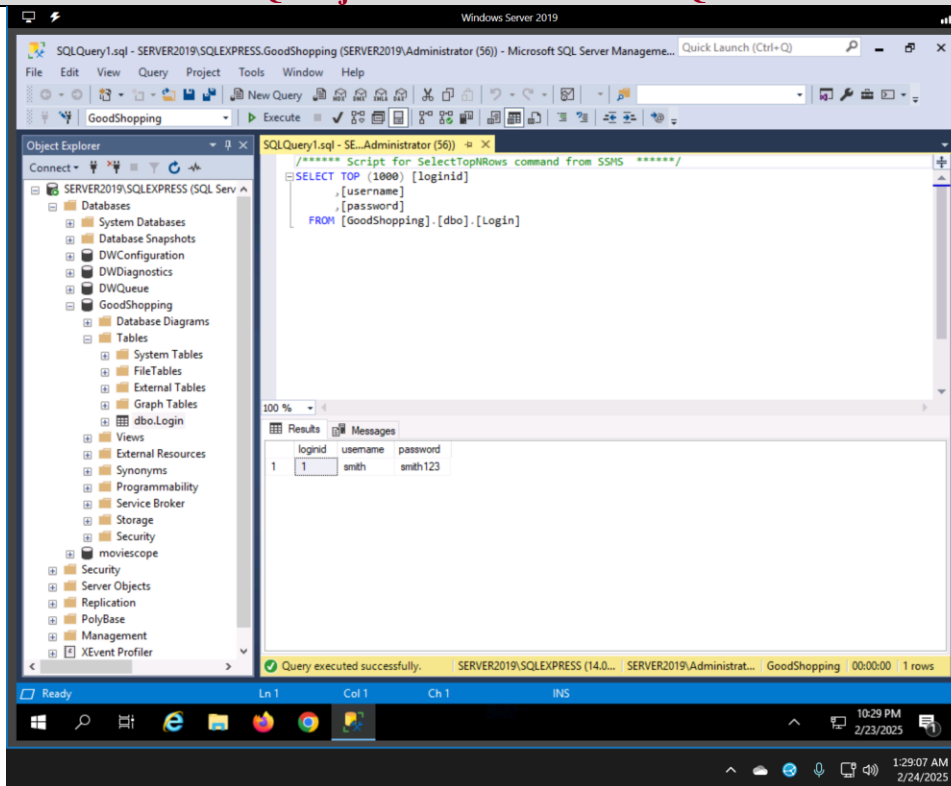 Windows Server 2019
SQLQuery1.sql - SERVER2019\SQLEXPRESS.GoodShopping (SERVER2019\Administrator (56)) - Microsoft SQL Server Manageme...
Quick Launch (Ctrl+Q)
File Edit View Query Project Tools Window Help
New Query
GoodShopping
Execute
Object Explorer
SQLQuery1.sql - SE...Administrator (56))
Connect
SERVER2019\SQLEXPRESS (SQL Serv
Databases
System Databases
Database Snapshots
DWConfiguration
DWDiagnostics
DWQueue
GoodShopping
Database Diagrams
Tables
System Tables
FileTables
External Tables
Graph Tables
dbo.Login
Views
External Resources
Synonyms
Programmability
Service Broker
Storage
Security
moviescope
Security
Server Objects
Replication
PolyBase
Management
XEvent Profiler
/****** Script for SelectTopNRows command from SSMS ******/
SELECT TOP (1000) [loginid]
,[username]
,[password]
FROM [GoodShopping].[dbo].[Login]
100 %
Results Messages
loginid username password
1 1 smith smith123
Query executed successfully.
SERVER2019\SQLEXPRESS (14.0...
SERVER2019\Administrat...
GoodShopping
00:00:00
1 rows
Ready Ln 1 Col 1 Ch 1 INS
10:29 PM
2/23/2025
1:29:07 AM
2/24/2025